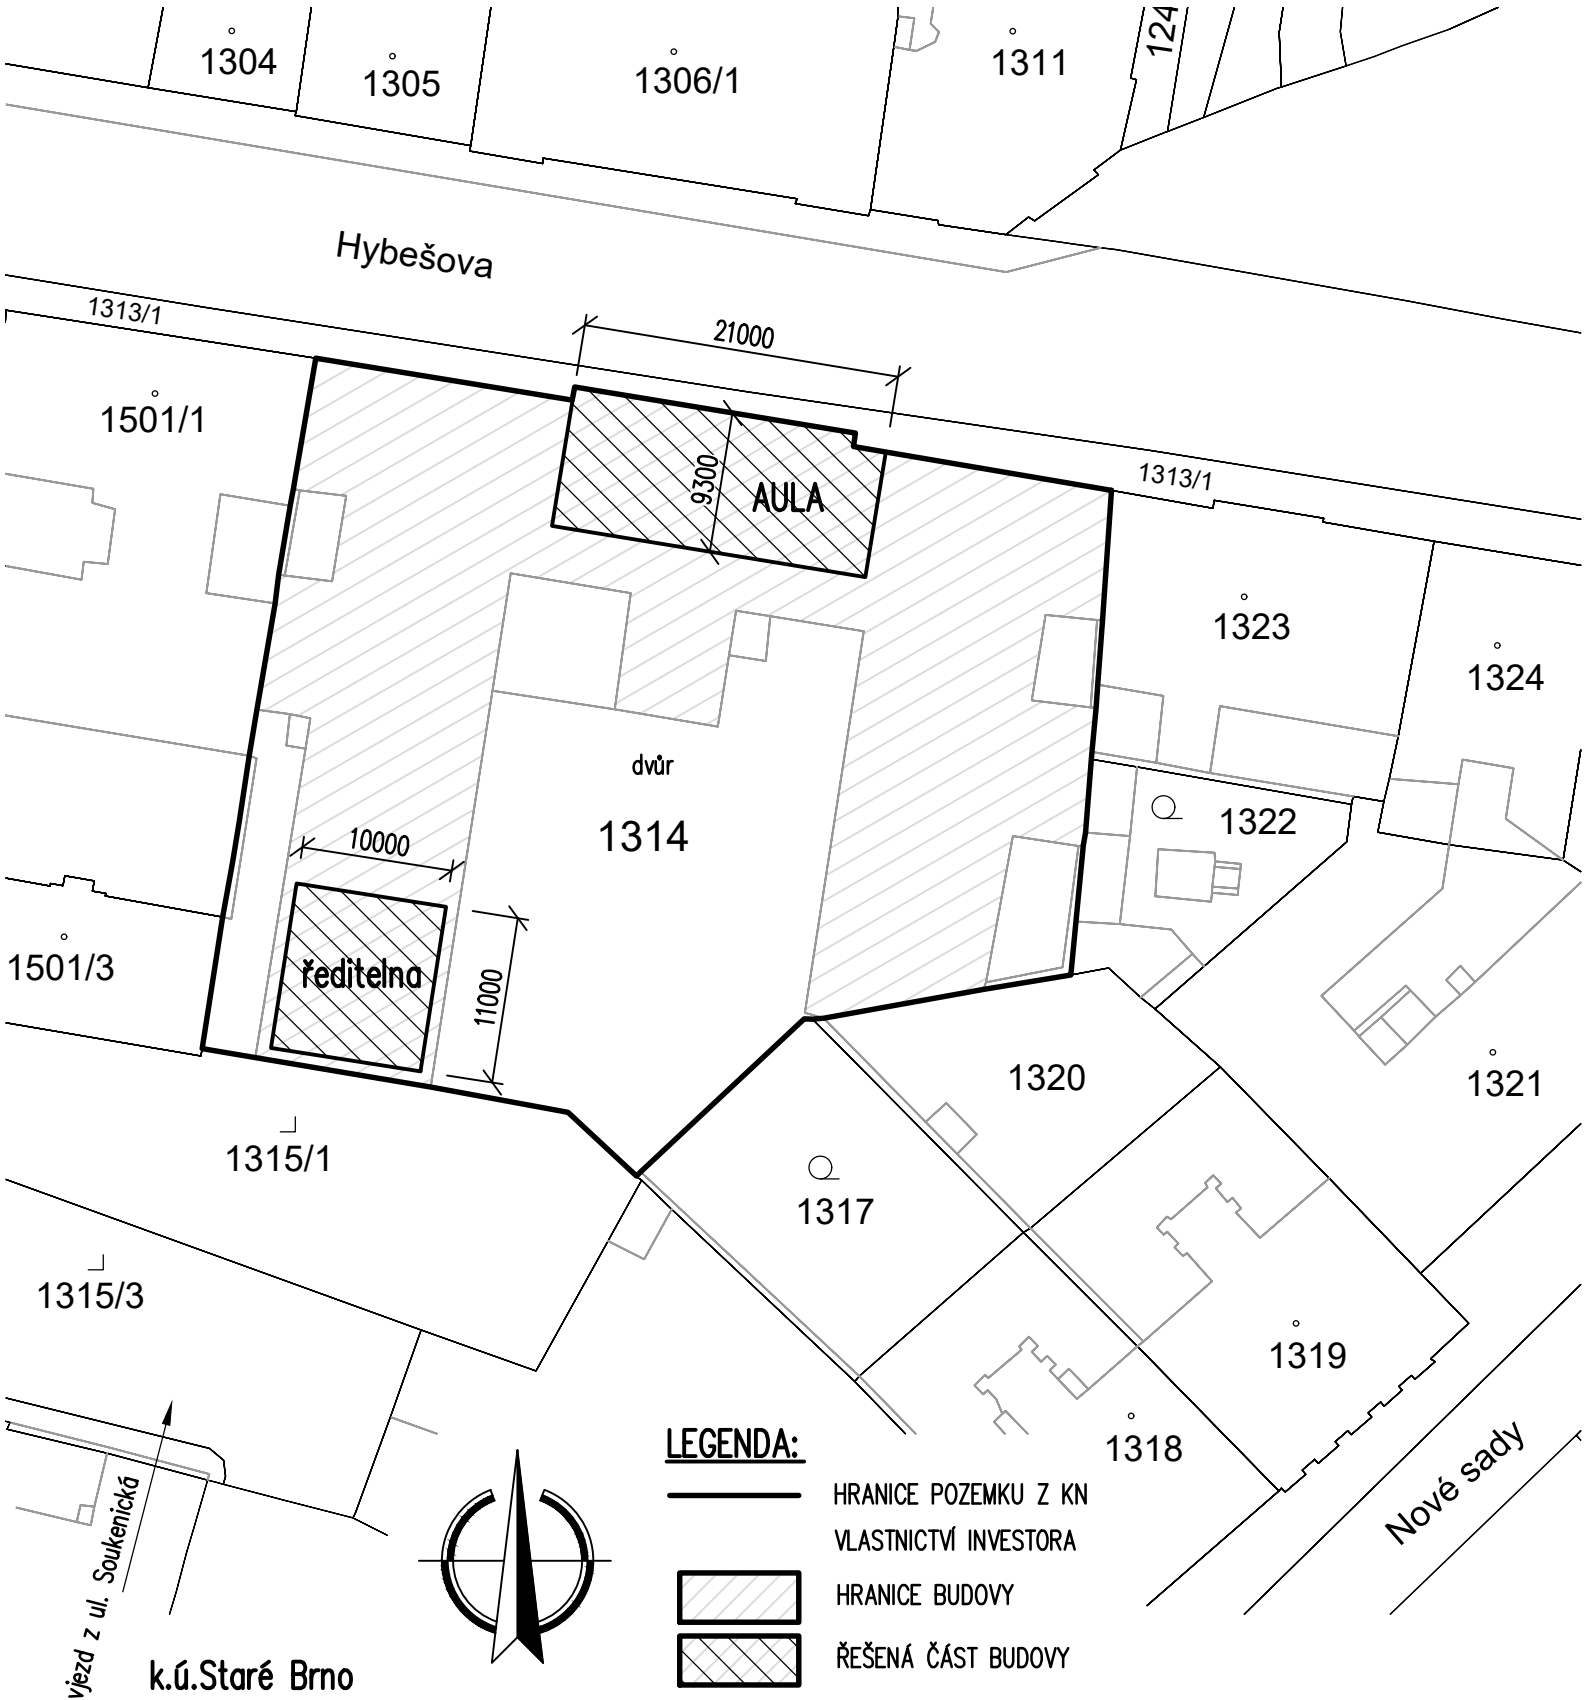 1304
1305
1306/1
1311
124
Hybešova
1313/1
21000
1501/1
9300
AULA
1313/1
1323
1324
dvůr
1314
1322
10000
ředitelna
11000
1501/3
1320
1321
1315/1
1317
1315/3
1319
1318
Nové sady
vjezd z ul. Soukenická
k.ú.Staré Brno
LEGENDA:
HRANICE POZEMKU Z KN
VLASTNICTVÍ INVESTORA
HRANICE BUDOVY
ŘEŠENÁ ČÁST BUDOVY